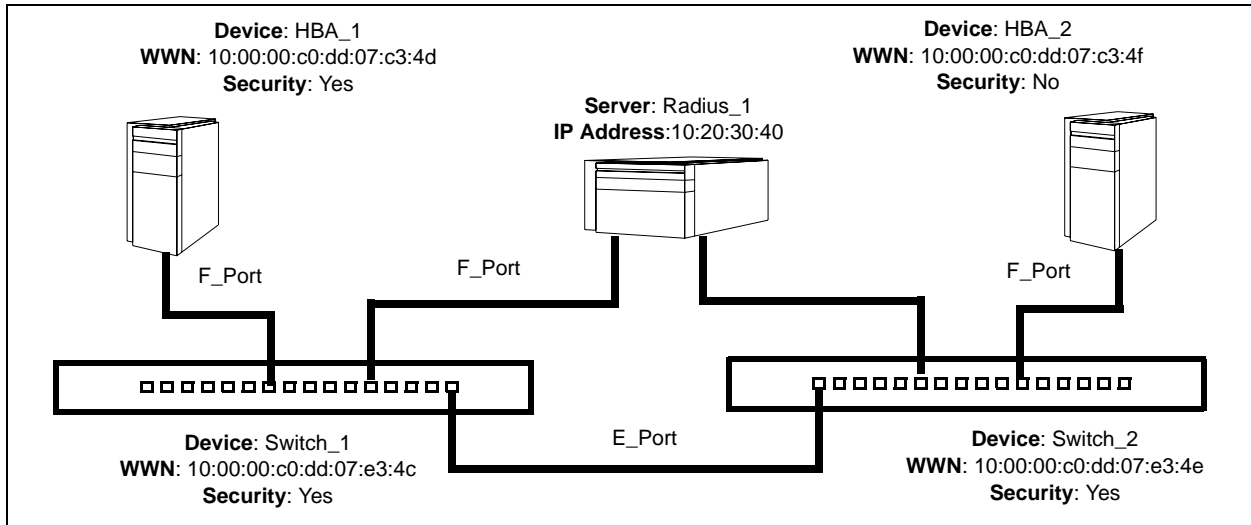 Device: HBA_1
WWN: 10:00:00:c0:dd:07:c3:4d
Security: Yes
Device: HBA_2
WWN: 10:00:00:c0:dd:07:c3:4f
Security: No
Server: Radius_1
IP Address:10:20:30:40
F_Port
F_Port
F_Port
E_Port
Device: Switch_1
WWN: 10:00:00:c0:dd:07:e3:4c
Security: Yes
Device: Switch_2
WWN: 10:00:00:c0:dd:07:e3:4e
Security: Yes